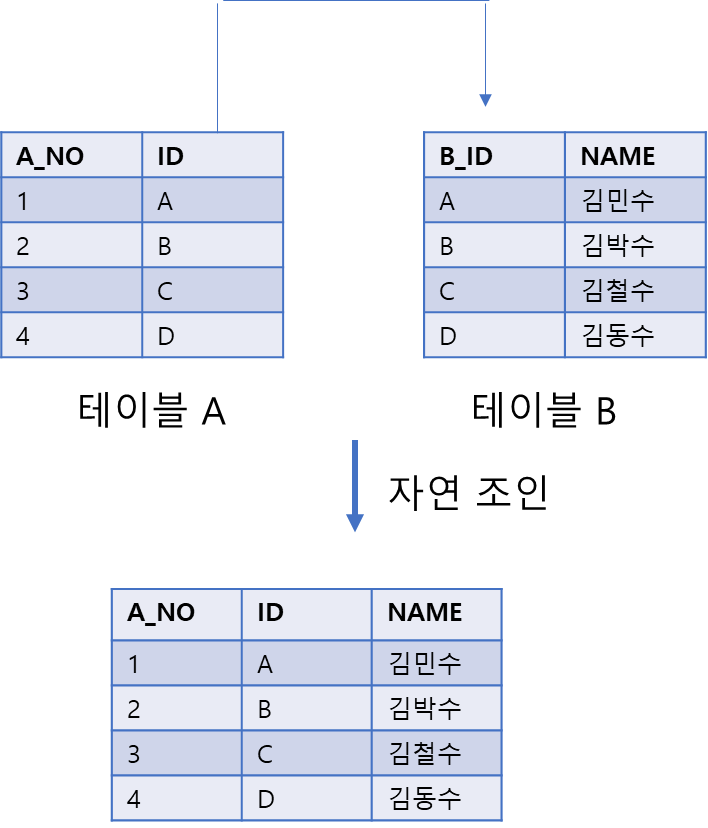 A_NO ID
1 A
2 B
3 C
4 D
테이블 A
B_ID NAME
A 김민수
B 김박수
C 김철수
D 김동수
테이블 B
자연 조인
A_NO ID NAME
1 A 김민수
2 B 김박수
3 C 김철수
4 D 김동수